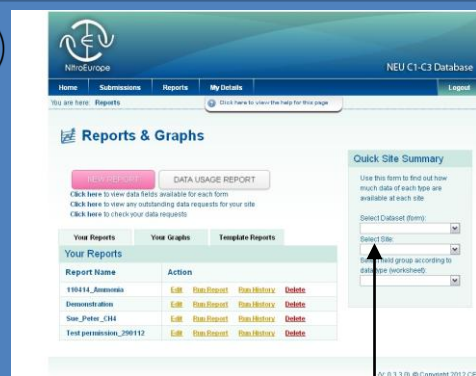 NEU
NitroEurope
NEU C1-C3 Database
Home Submissions Reports My Details Logout
You are here: Reports
Click here to view the help for this page
Reports & Graphs
NEW REPORT DATA USAGE REPORT
Click here to view data fields available for each form
Click here to view any outstanding data requests for your site
Click here to check your data requests
Your Reports Your Graphs Template Reports
Your Reports
Report Name Action
110414_Ammonia Edit Run Report Run History Delete
Demonstration Edit Run Report Run History Delete
Sue_Peter_CH4 Edit Run Report Run History Delete
Test permission_290112 Edit Run Report Run History Delete
Quick Site Summary
Use this form to find out how
much data of each type are
available at each site
Select Dataset (form):
Select Site:
Select field group according to
datatype (worksheet):
© Copyright 2012 CE